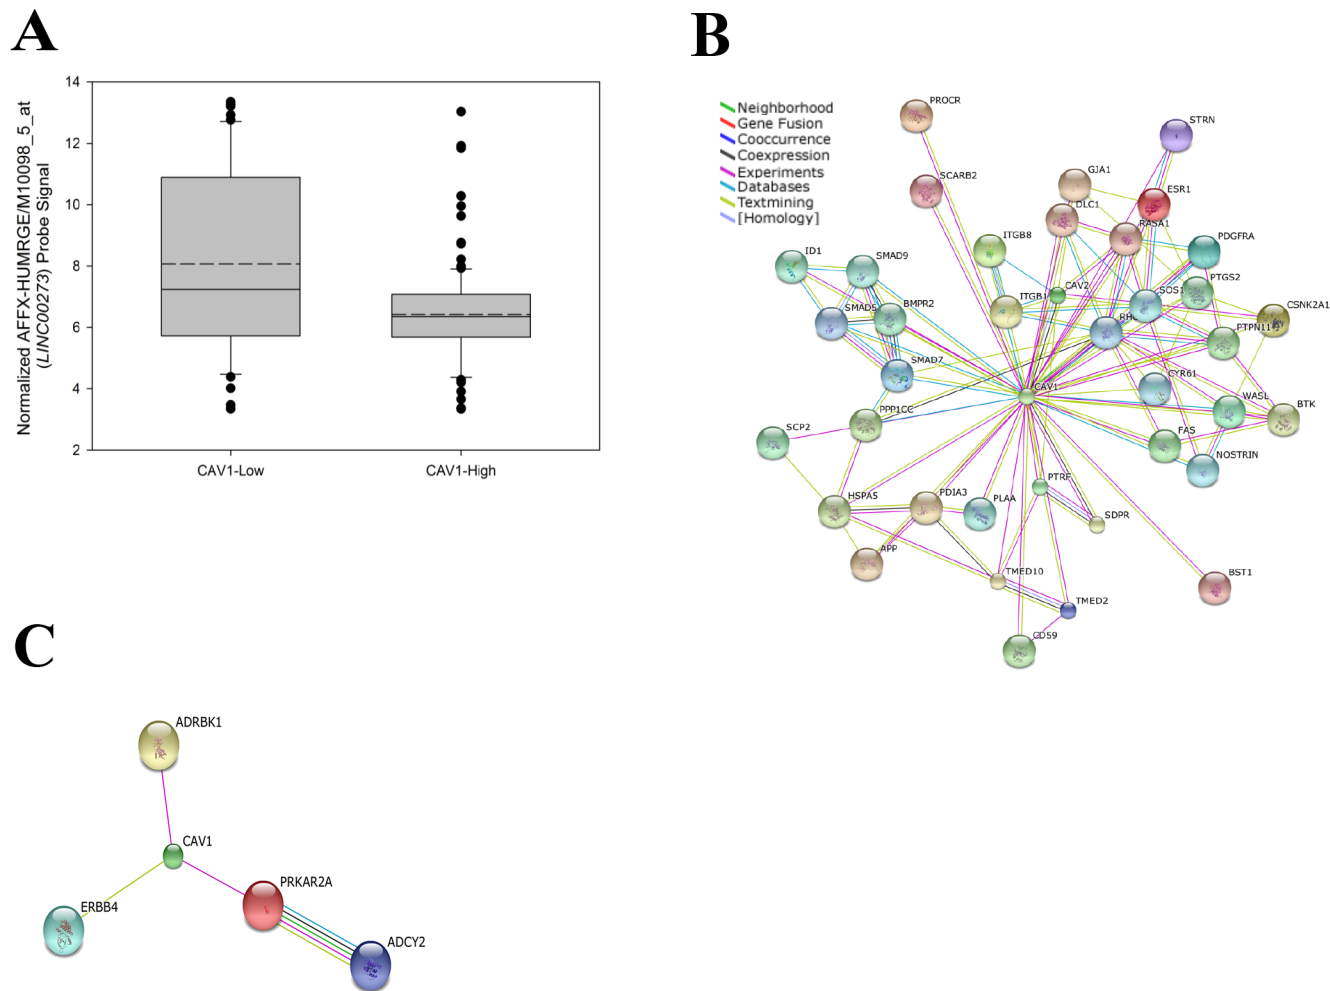 A
Normalized AFFX-HUMRGE/M10098_5_at
(LINC00273) Probe Signal
14
12
10
8
6
4
2
CAV1-Low
CAV1-High
B
Neighborhood
Gene Fusion
Cooccurrence
Coexpression
Experiments
Databases
Textmining
[Homology]
PROCR
STRN
SCARB2
GJA1
ESR1
DLC1
RASA1
ITGB8
PDGFRA
ID1
SMAD9
PTGS2
CAV2
SOS1
BMPR2
SMAD5
ITGB1
CSNK2A1
PTPN11
SMAD7
CAV1
CYR61
WASL
BTK
PPP1CC
SCP2
FAS
NOSTRIN
PTRF
HSPA5
PDIA3
PLAA
SDPR
APP
TMED10
BST1
TMED2
CD59
C
ADRBK1
CAV1
PRKAR2A
ERBB4
ADCY2